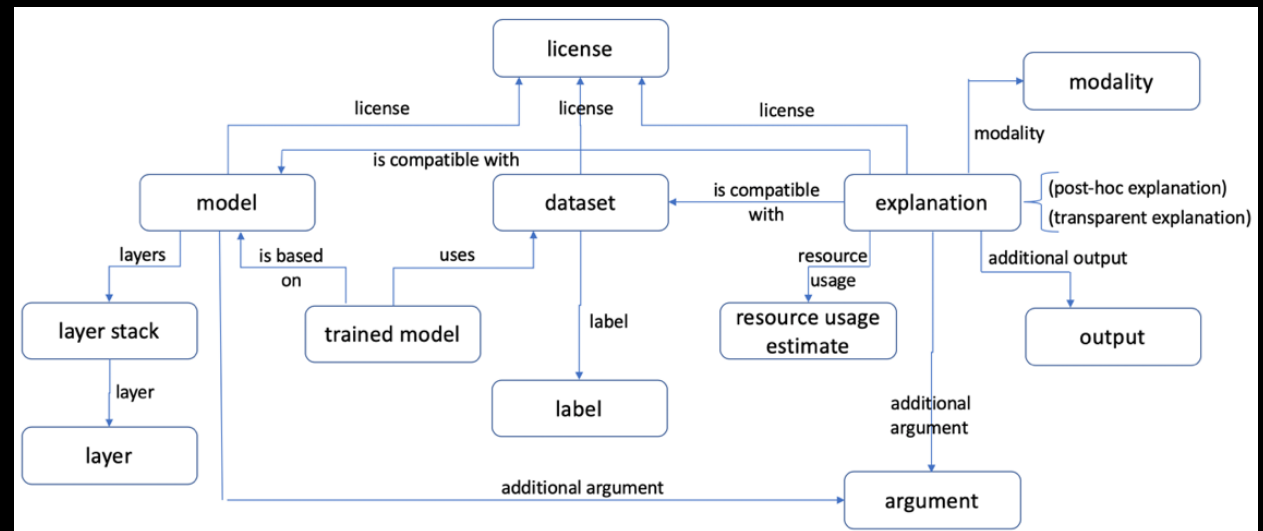 license
modality
license
license
license
modality
is compatible with
model
dataset
is compatible
with
explanation
(post-hoc explanation)
(transparent explanation)
layers
is based
on
uses
resource
usage
additional output
layer stack
trained model
label
resource usage
estimate
output
layer
label
additional
argument
layer
additional argument
argument